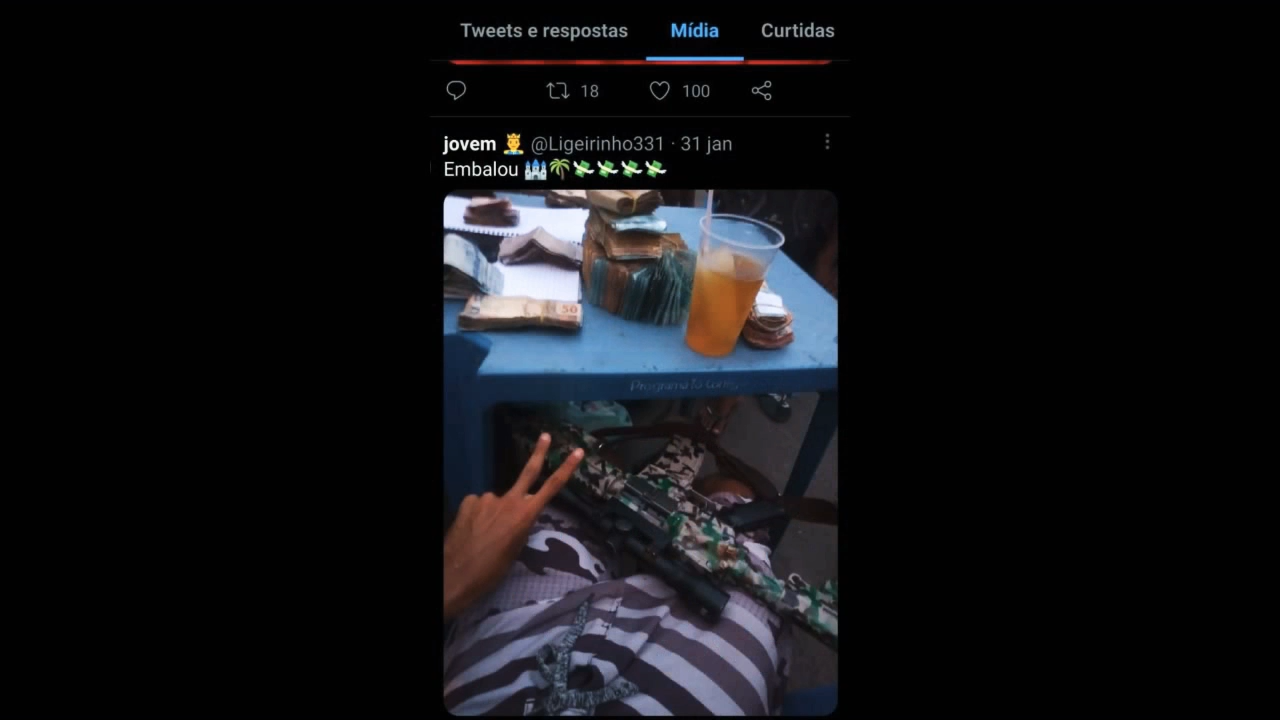 Tweets e respostas Mídia Curtidas
18 100
jovem 🤴 @Ligeirinho331 · 31 jan
Embalou 🏰🌴💸💸💸💸
50